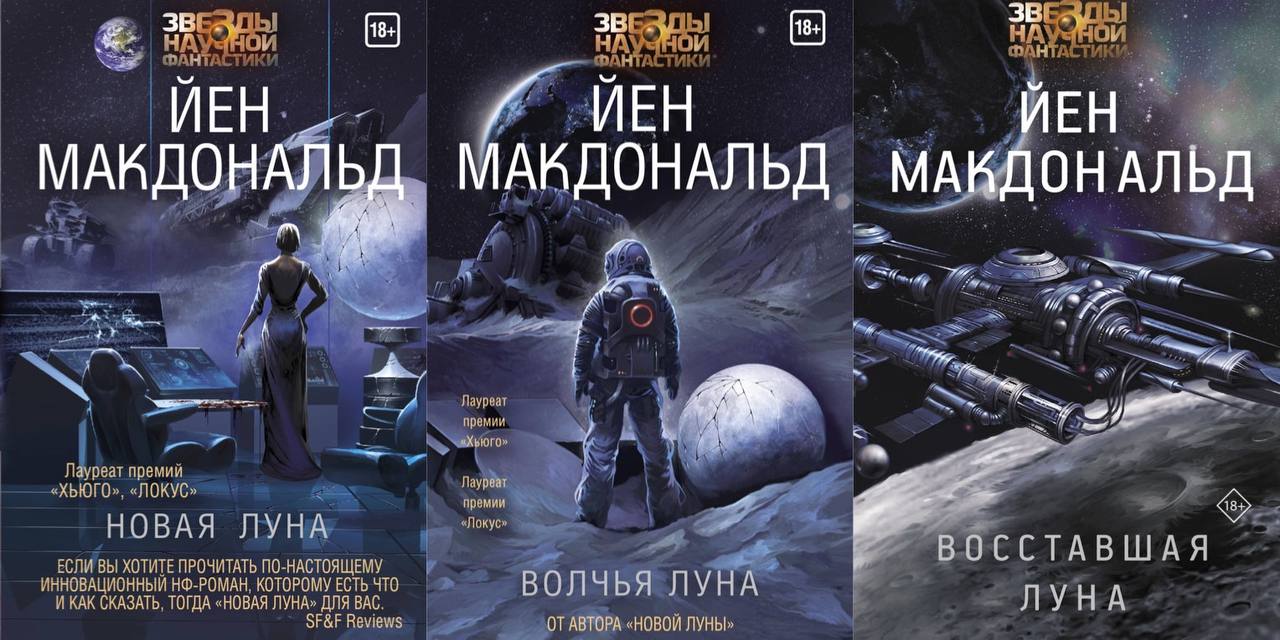 ЗВЕЗДЫ
НАУЧНОЙ
ФАНТАСТИКИ
18+
ЙЕН
МАКДОНАЛЬД
Лауреат премий
«ХЬЮГО», «ЛОКУС»
НОВАЯ ЛУНА
ЕСЛИ ВЫ ХОТИТЕ ПРОЧИТАТЬ ПО-НАСТОЯЩЕМУ
ИННОВАЦИОННЫЙ НФ-РОМАН, КОТОРОМУ ЕСТЬ ЧТО
И КАК СКАЗАТЬ, ТОГДА «НОВАЯ ЛУНА» ДЛЯ ВАС.
SF&F Reviews
ЗВЕЗДЫ
НАУЧНОЙ
ФАНТАСТИКИ
18+
ЙЕН
МАКДОНАЛЬД
Лауреат
премии
«Хьюго»
Лауреат
премии
«Локус»
ВОЛЧЬЯ ЛУНА
ОТ АВТОРА «НОВОЙ ЛУНЫ»
ЗВЕЗДЫ
НАУЧНОЙ
ФАНТАСТИКИ
ЙЕН
МАКДОНАЛЬД
18+
ВОССТАВШАЯ
ЛУНА